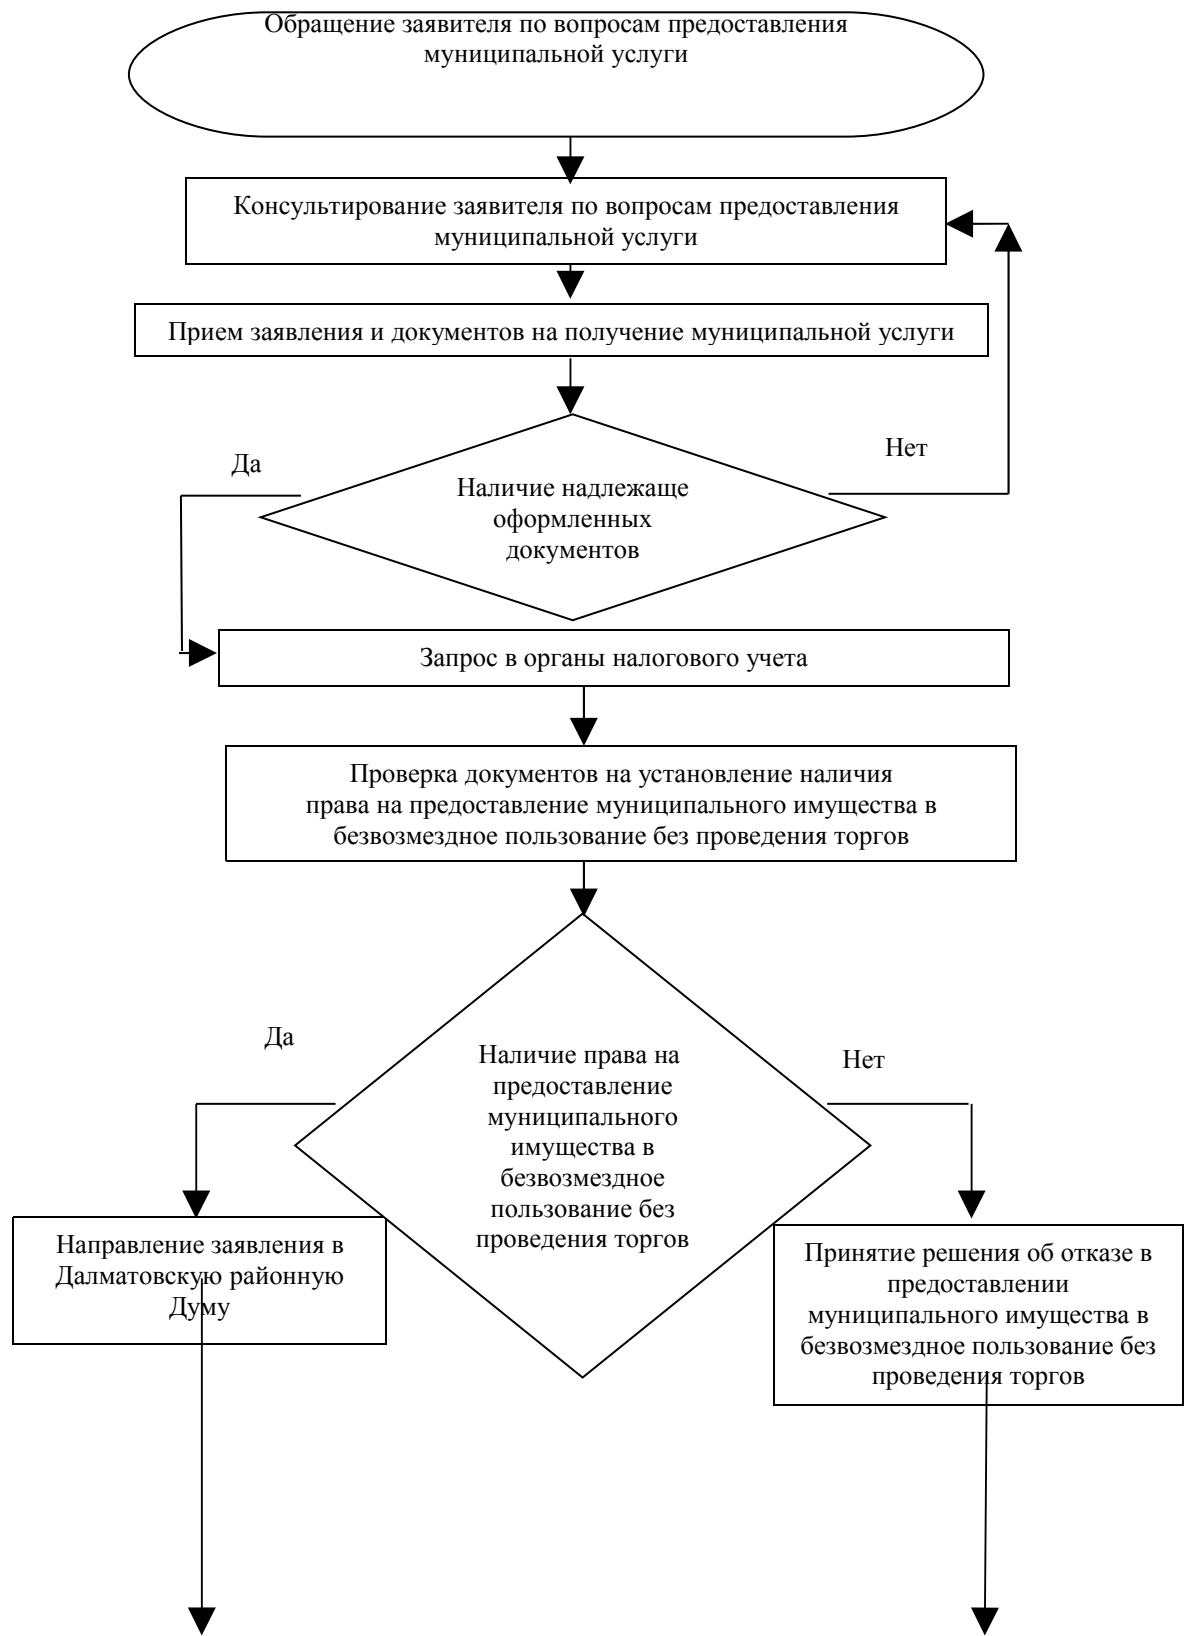 Обращение заявителя по вопросам предоставления
муниципальной услуги
Консультирование заявителя по вопросам предоставления
муниципальной услуги
Прием заявления и документов на получение муниципальной услуги
Да
Нет
Наличие надлежаще
оформленных
документов
Запрос в органы налогового учета
Проверка документов на установление наличия
права на предоставление муниципального имущества в
безвозмездное пользование без проведения торгов
Да
Нет
Наличие права на
предоставление
муниципального
имущества в
безвозмездное
пользование без
проведения торгов
Направление заявления в
Далматовскую районную
Думу
Принятие решения об отказе в
предоставлении
муниципального имущества в
безвозмездное пользование без
проведения торгов